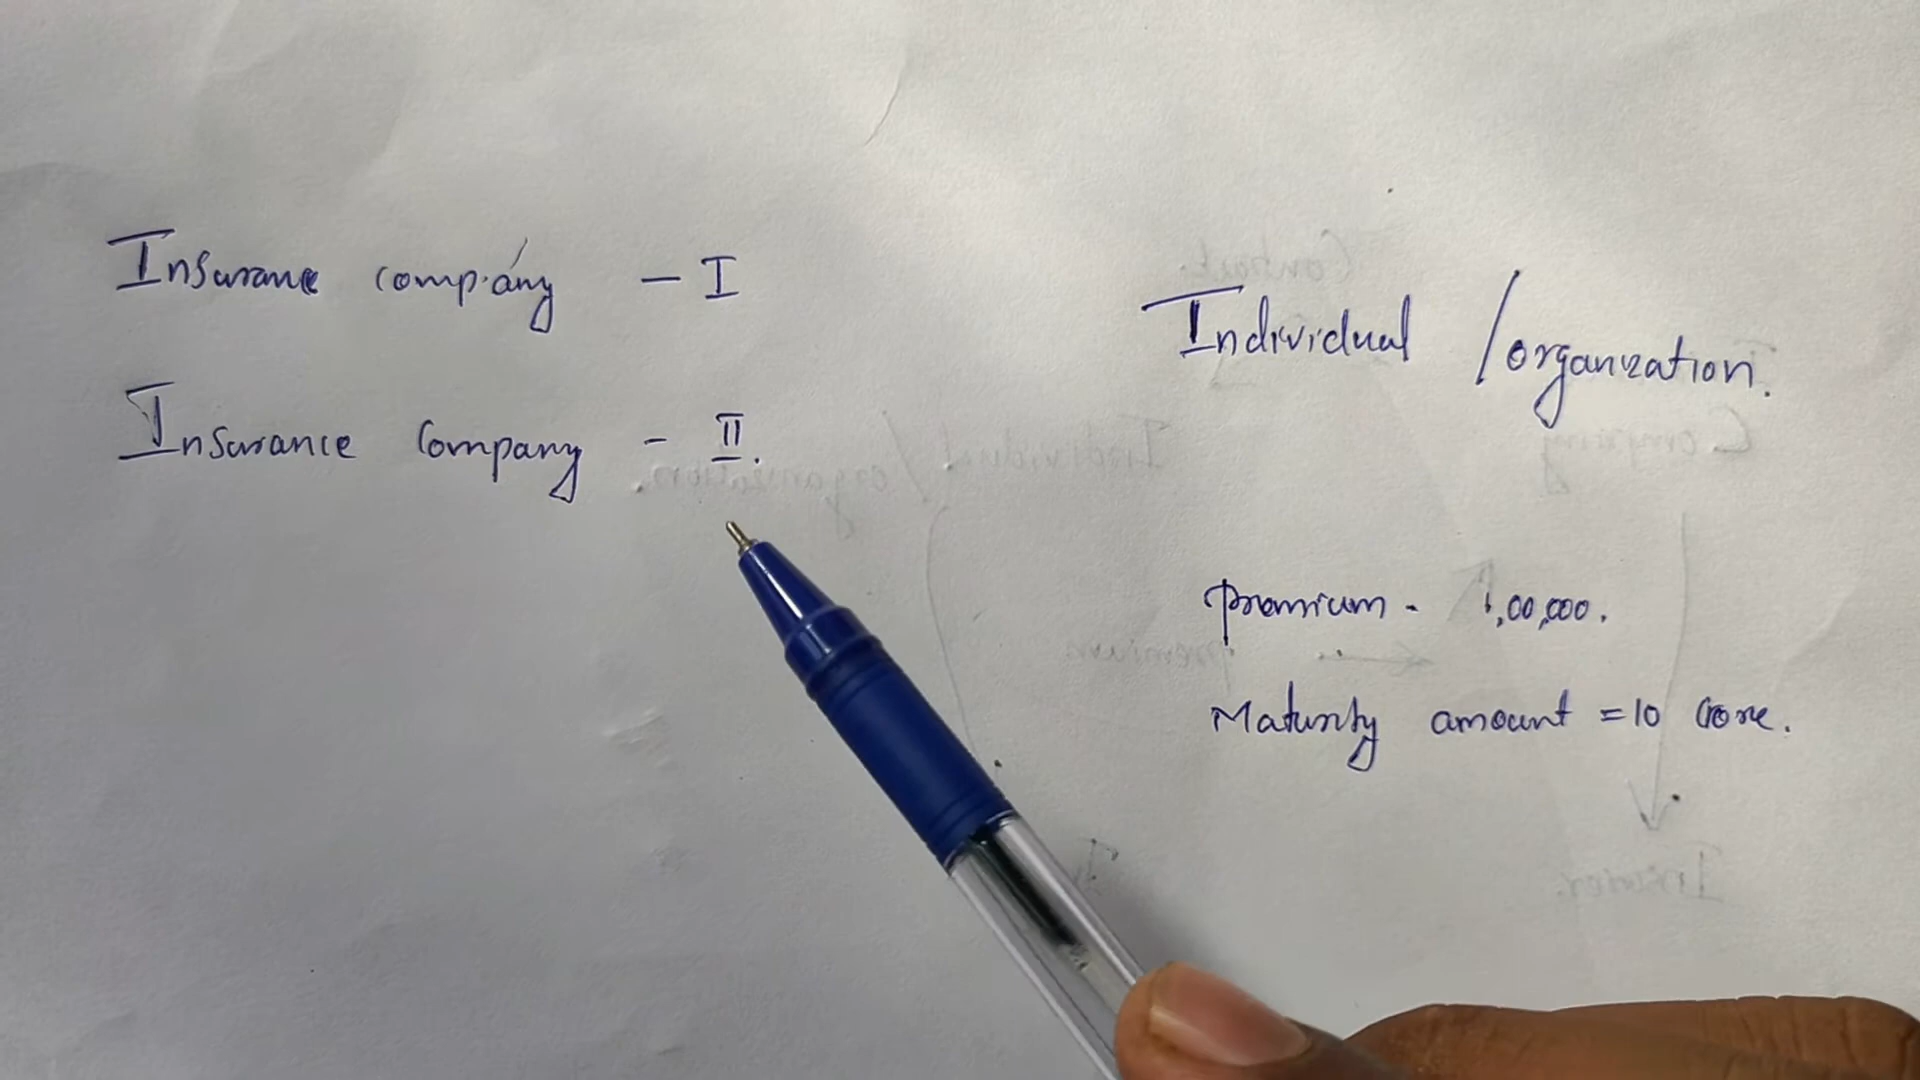 Insurance company - I
Insurance Company - II.
Individual / organization.
premium - 1,00,000.
Maturity amount = 10 Crore.